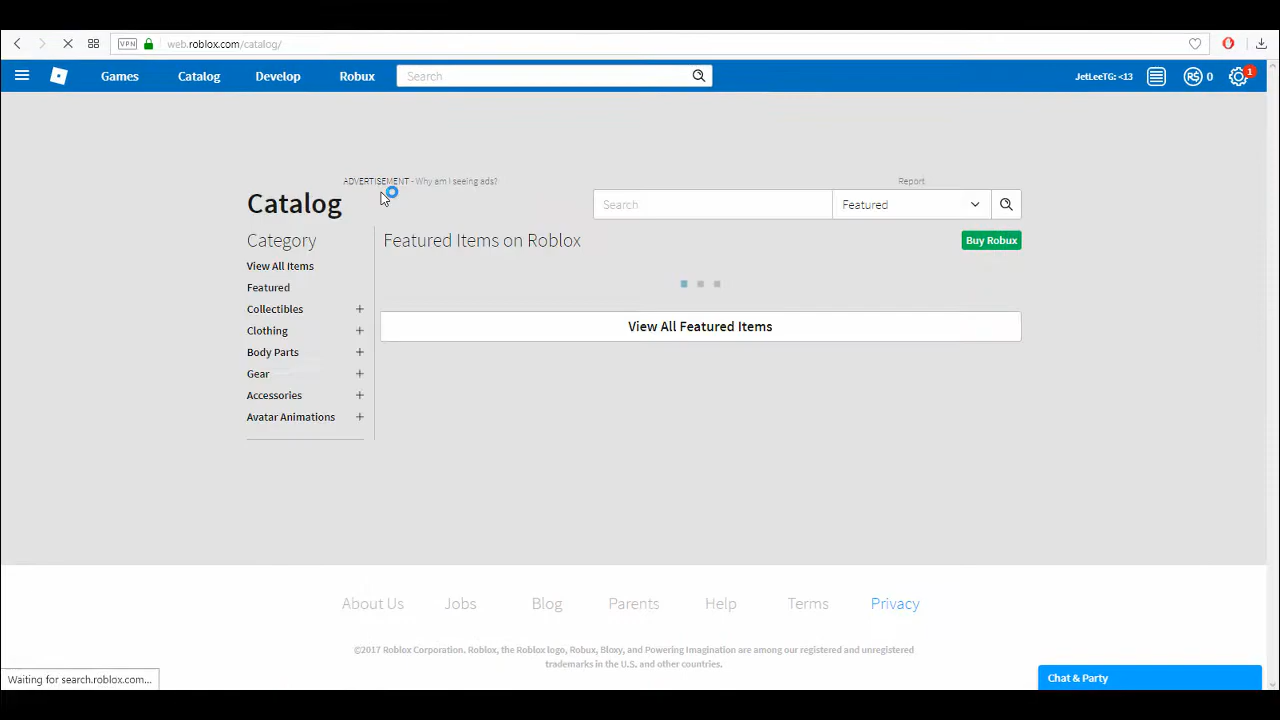 VPN web.roblox.com/catalog/
Games Catalog Develop Robux Search JetLeeTG: <13 R$ 0 1
ADVERTISEMENT - Why am I seeing ads? Report
Catalog Search Featured
Category Featured Items on Roblox Buy Robux
View All Items
Featured
Collectibles +
View All Featured Items
Clothing +
Body Parts +
Gear +
Accessories +
Avatar Animations +
About Us Jobs Blog Parents Help Terms Privacy
©2017 Roblox Corporation. Roblox, the Roblox logo, Robux, Bloxy, and Powering Imagination are among our registered and unregistered
trademarks in the U.S. and other countries.
Waiting for search.roblox.com...
Chat & Party